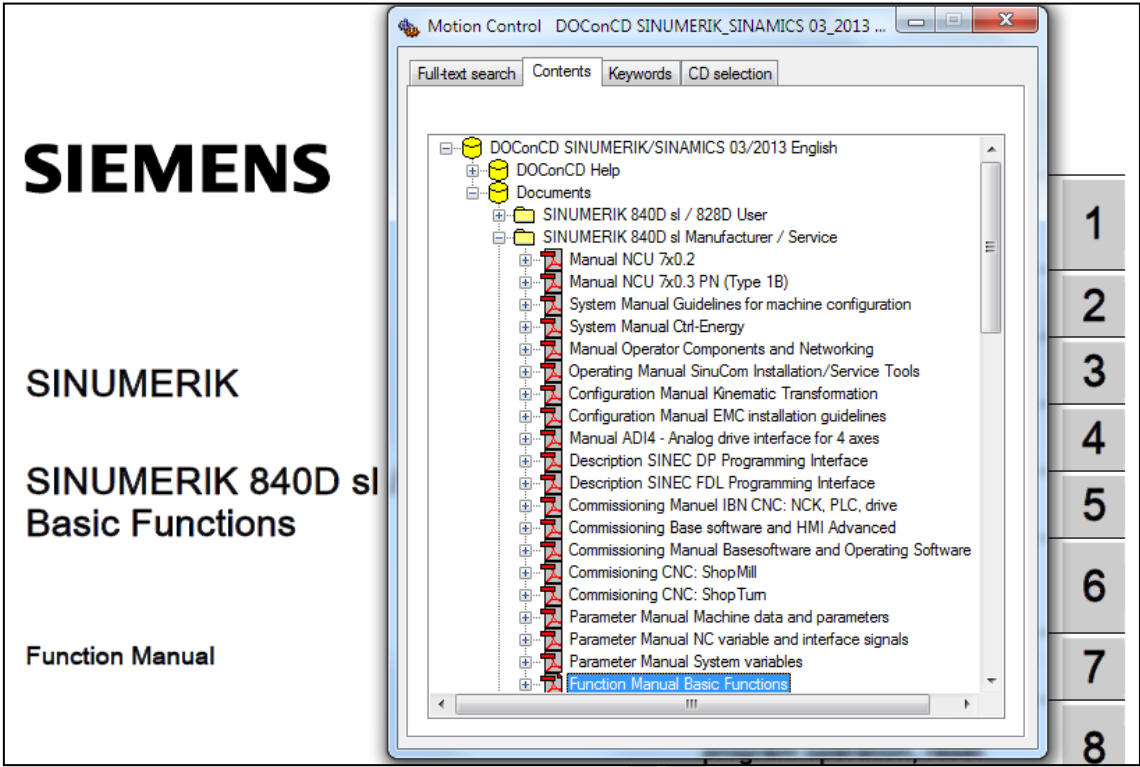 SIEMENS
SINUMERIK
SINUMERIK 840D sl
Basic Functions
Function Manual
Motion Control DOConCD SINUMERIK_SINAMICS 03_2013 ...
Full-text search Contents Keywords CD selection
DOConCD SINUMERIK/SINAMICS 03/2013 English
DOConCD Help
Documents
SINUMERIK 840D sl / 828D User
SINUMERIK 840D sl Manufacturer / Service
Manual NCU 7x0.2
Manual NCU 7x0.3 PN (Type 1B)
System Manual Guidelines for machine configuration
System Manual Ctrl-Energy
Manual Operator Components and Networking
Operating Manual SinuCom Installation/Service Tools
Configuration Manual Kinematic Transformation
Configuration Manual EMC installation guidelines
Manual ADI4 - Analog drive interface for 4 axes
Description SINEC DP Programming Interface
Description SINEC FDL Programming Interface
Commissioning Manuel IBN CNC: NCK, PLC, drive
Commissioning Base software and HMI Advanced
Commissioning Manual Basesoftware and Operating Software
Commisioning CNC: ShopMill
Commisioning CNC: ShopTurn
Parameter Manual Machine data and parameters
Parameter Manual NC variable and interface signals
Parameter Manual System variables
Function Manual Basic Functions
1
2
3
4
5
6
7
8